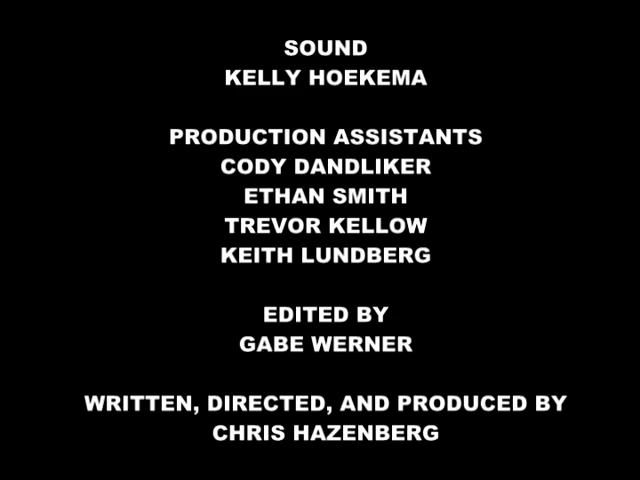 SOUND
KELLY HOEKEMA
PRODUCTION ASSISTANTS
CODY DANDLIKER
ETHAN SMITH
TREVOR KELLOW
KEITH LUNDBERG
EDITED BY
GABE WERNER
WRITTEN, DIRECTED, AND PRODUCED BY
CHRIS HAZENBERG